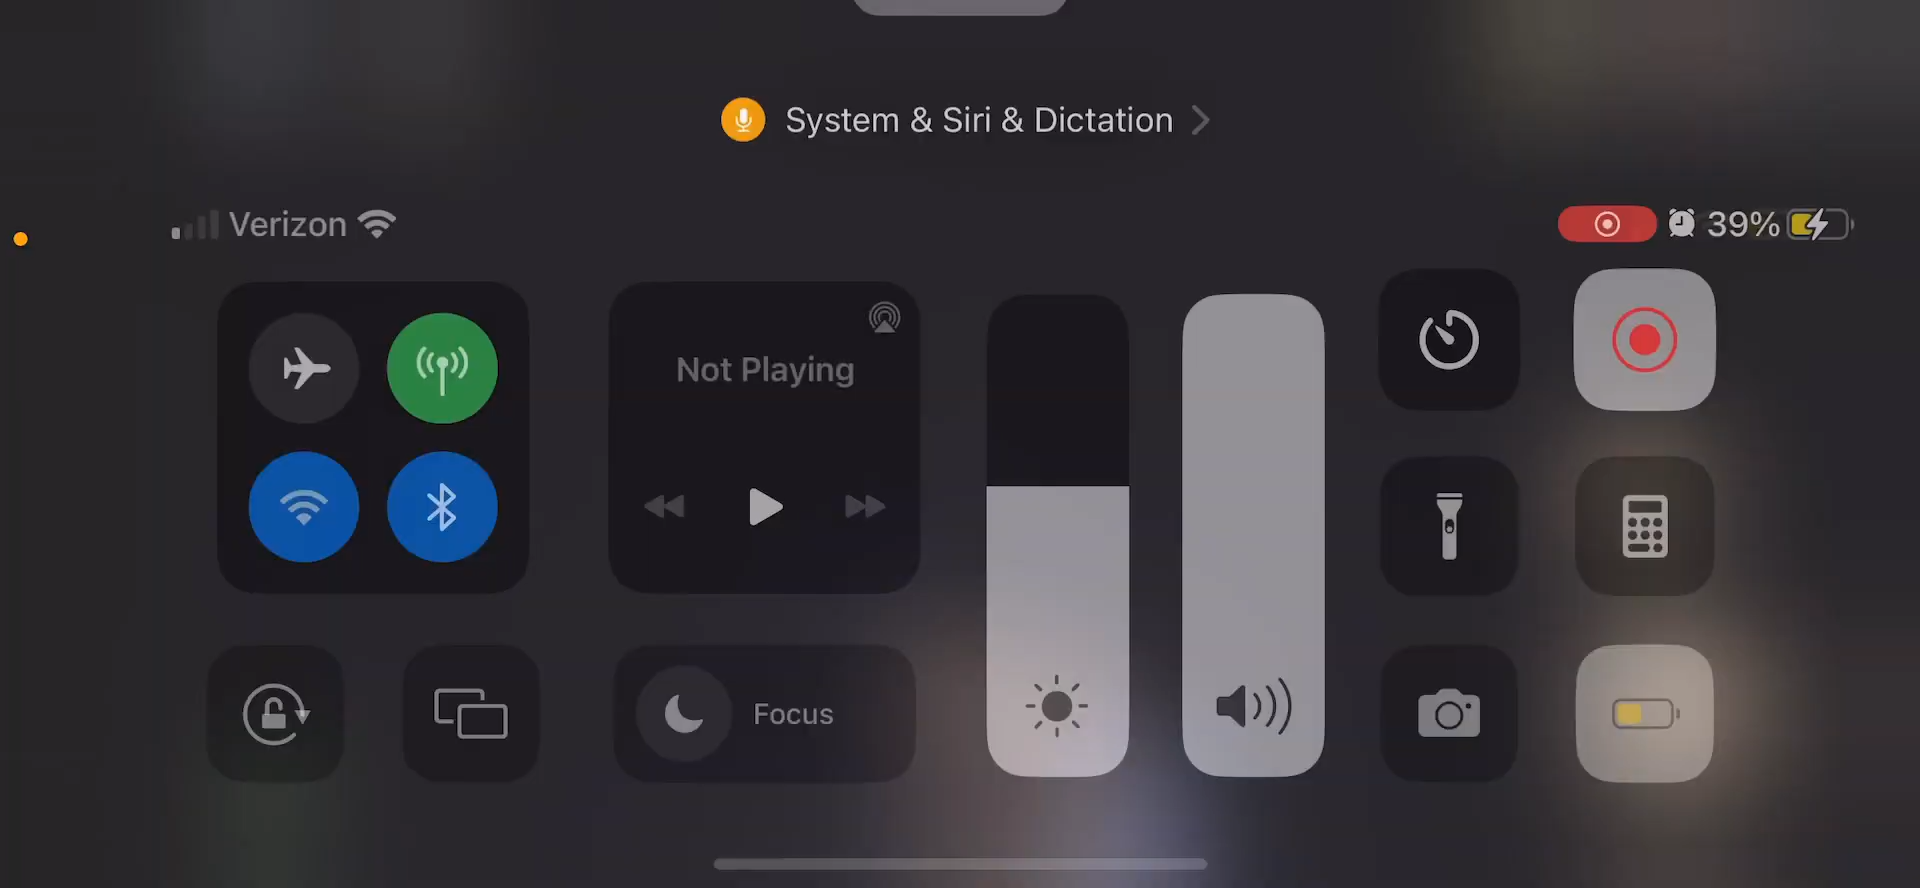 System & Siri & Dictation
Verizon
39%
Not Playing
Focus